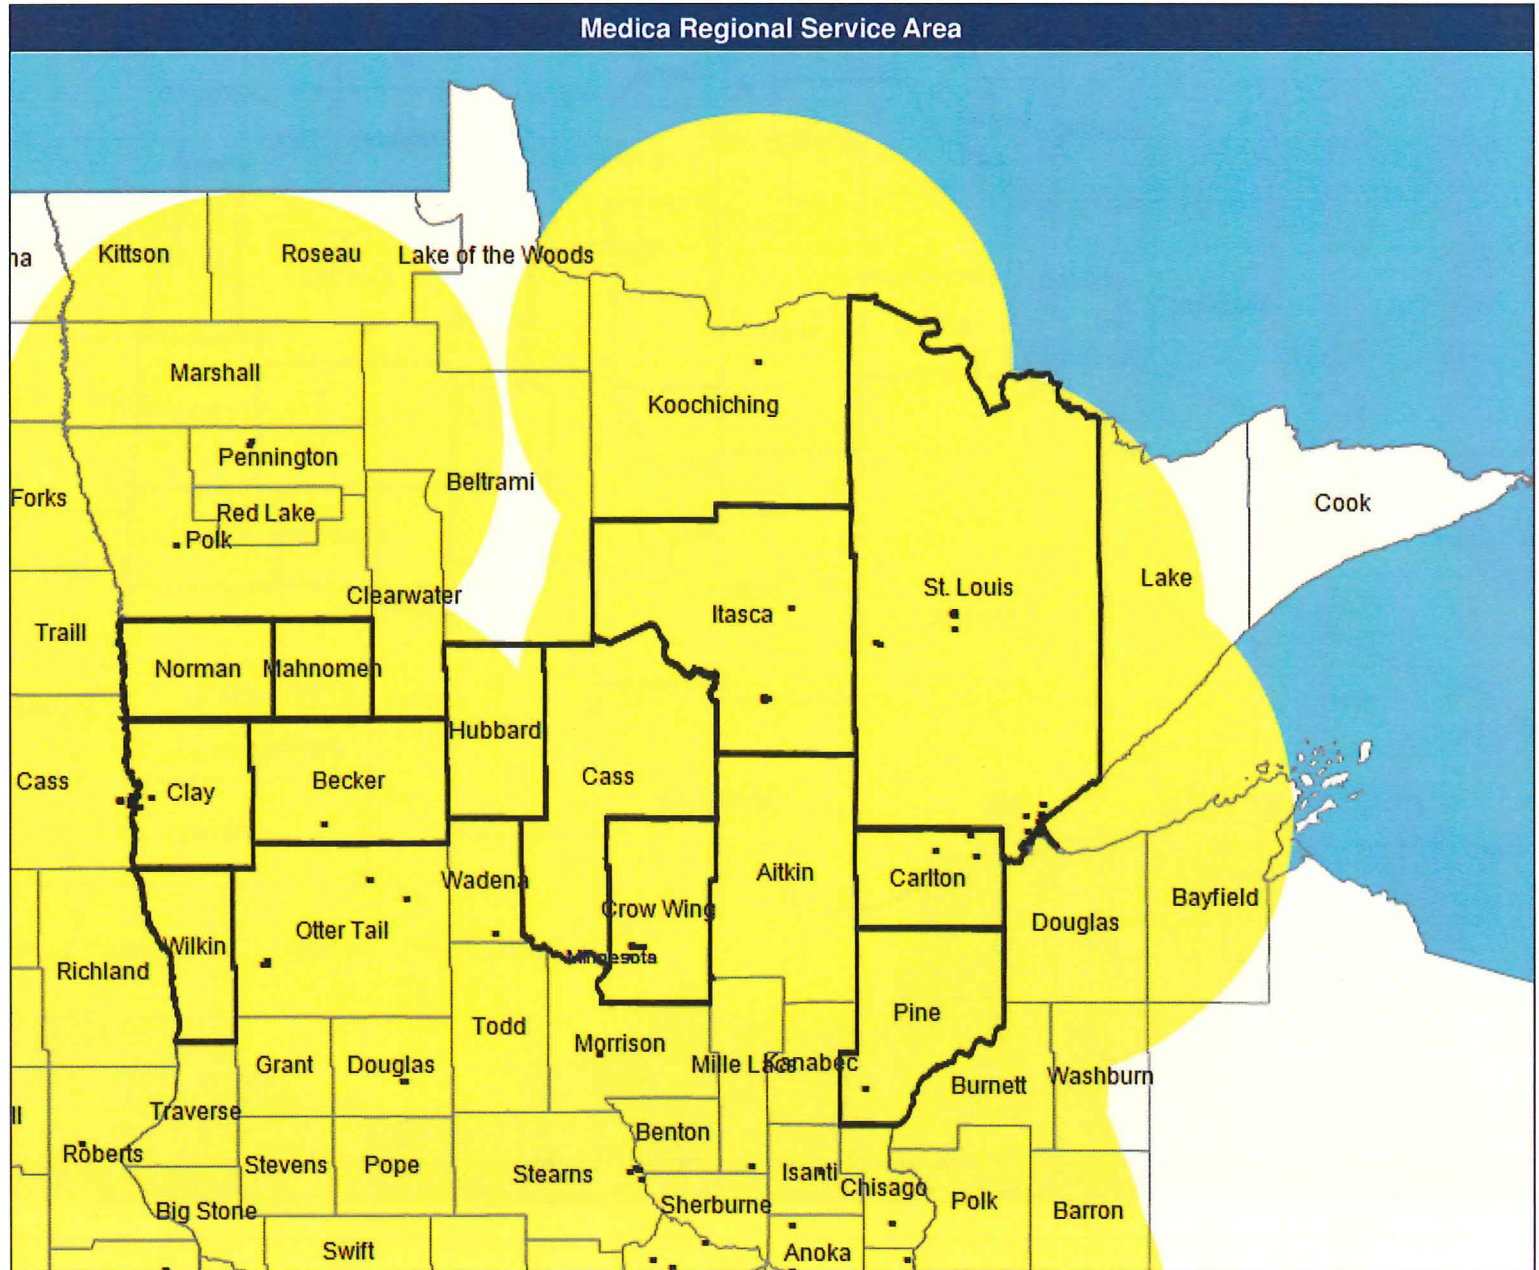 Medica Regional Service Area
na
Kittson
Roseau
Lake of the Woods
Marshall
Koochiching
Pennington
Beltrami
Forks
Red Lake
Cook
Polk
Clearwater
Lake
St. Louis
Itasca
Traill
Norman
Mahnomen
Hubbard
Cass
Cass
Clay
Becker
Wadena
Aitkin
Carlton
Bayfield
Crow Wing
Douglas
Otter Tail
Wilkin
Minnesota
Richland
Pine
Todd
Morrison
Grant
Douglas
Mille Lacs
Kanabec
Burnett
Washburn
ll
Traverse
Benton
Roberts
Stevens
Pope
Stearns
Isanti
Chisago
Polk
Barron
Big Stone
Sherburne
Swift
Anoka